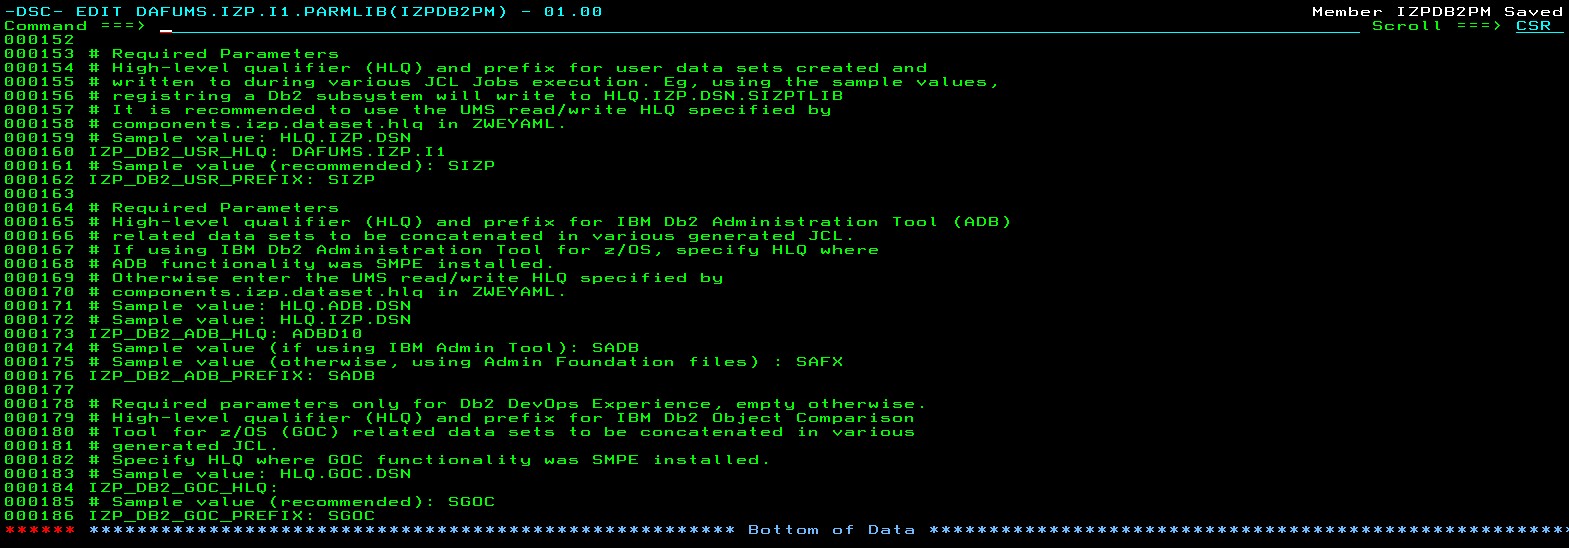 -DSC- EDIT DAFUMS.IZP.I1.PARMLIB(IZPDB2PM) - 01.00 Member IZPDB2PM Saved
Command ===> Scroll ===> CSR
000152
000153 # Required Parameters
000154 # High-level qualifier (HLQ) and prefix for user data sets created and
000155 # written to during various JCL Jobs execution. Eg, using the sample values,
000156 # registring a Db2 subsystem will write to HLQ.IZP.DSN.SIZPTLIB
000157 # It is recommended to use the UMS read/write HLQ specified by
000158 # components.izp.dataset.hlq in ZWEYAML.
000159 # Sample value: HLQ.IZP.DSN
000160 IZP_DB2_USR_HLQ: DAFUMS.IZP.I1
000161 # Sample value (recommended): SIZP
000162 IZP_DB2_USR_PREFIX: SIZP
000163
000164 # Required Parameters
000165 # High-level qualifier (HLQ) and prefix for IBM Db2 Administration Tool (ADB)
000166 # related data sets to be concatenated in various generated JCL.
000167 # If using IBM Db2 Administration Tool for z/OS, specify HLQ where
000168 # ADB functionality was SMPE installed.
000169 # Otherwise enter the UMS read/write HLQ specified by
000170 # components.izp.dataset.hlq in ZWEYAML.
000171 # Sample value: HLQ.ADB.DSN
000172 # Sample value: HLQ.IZP.DSN
000173 IZP_DB2_ADB_HLQ: ADBD10
000174 # Sample value (if using IBM Admin Tool): SADB
000175 # Sample value (otherwise, using Admin Foundation files) : SAFX
000176 IZP_DB2_ADB_PREFIX: SADB
000177
000178 # Required parameters only for Db2 DevOps Experience, empty otherwise.
000179 # High-level qualifier (HLQ) and prefix for IBM Db2 Object Comparison
000180 # Tool for z/OS (GOC) related data sets to be concatenated in various
000181 # generated JCL.
000182 # Specify HLQ where GOC functionality was SMPE installed.
000183 # Sample value: HLQ.GOC.DSN
000184 IZP_DB2_GOC_HLQ:
000185 # Sample value (recommended): SGOC
000186 IZP_DB2_GOC_PREFIX: SGOC
****** ****************************************************** Bottom of Data ******************************************************